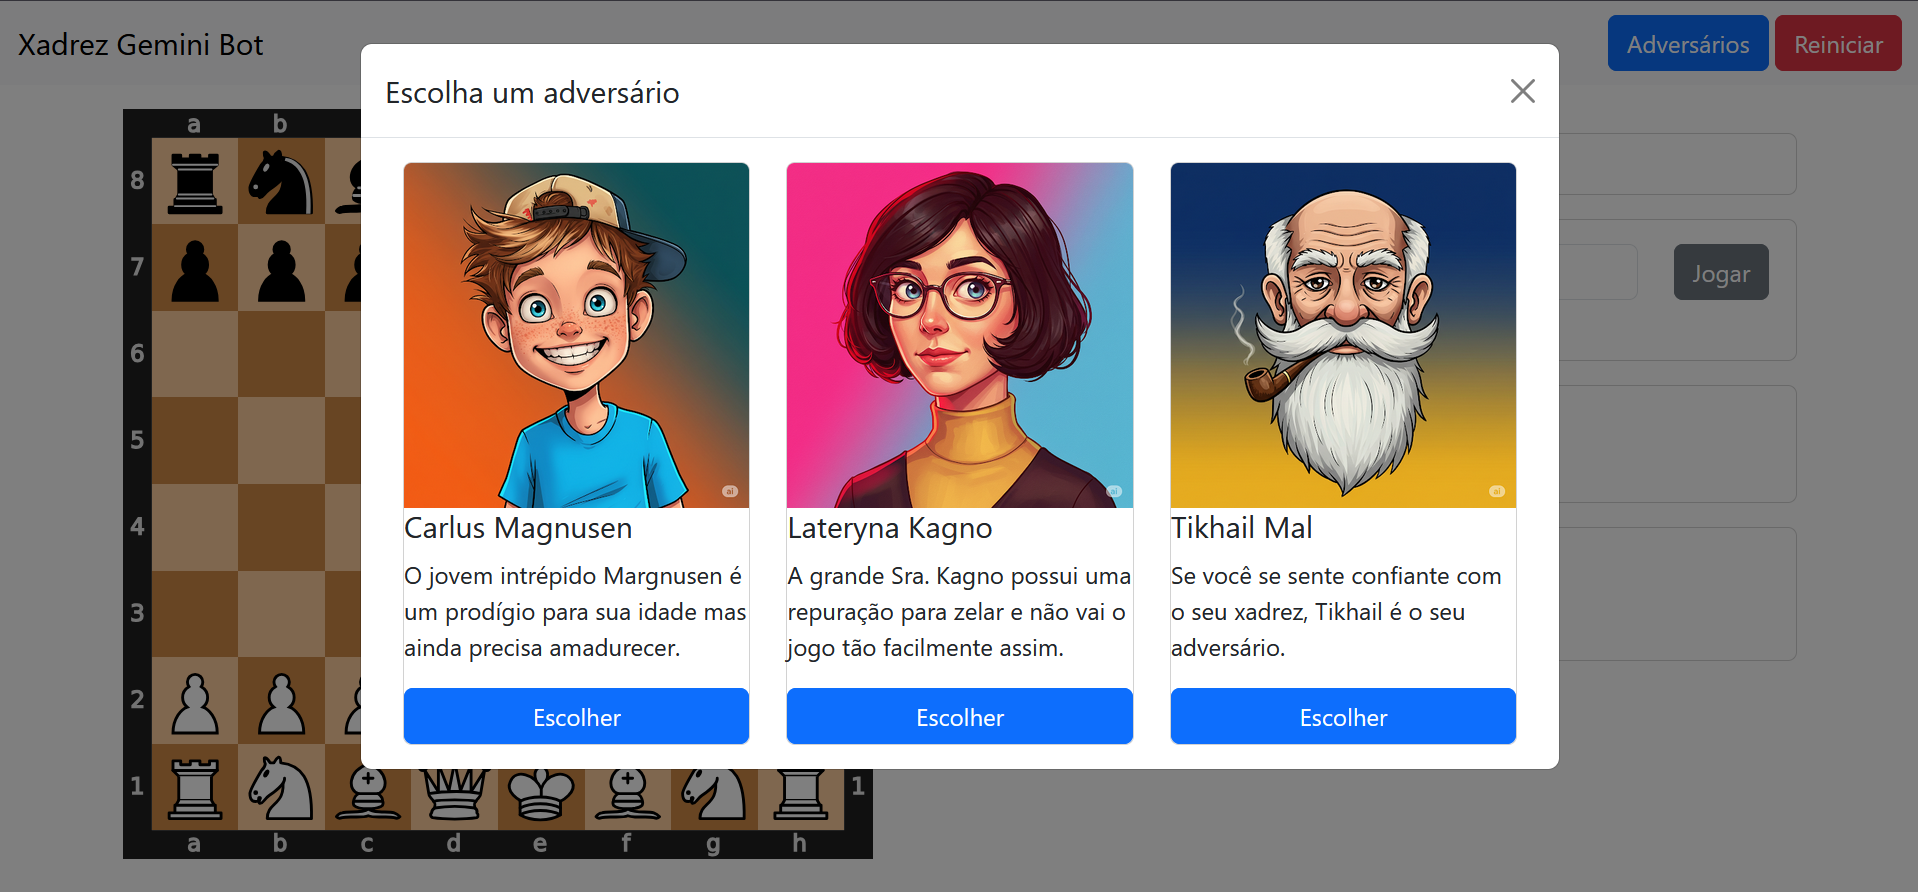 Xadrez Gemini Bot
Adversários
Reiniciar
Escolha um adversário
a b
8
7
6
5
4
3
2
1
1
a b c d e f g h
Jogar
ai
ai
ai
Carlus Magnusen
O jovem intrépido Margnusen é
um prodígio para sua idade mas
ainda precisa amadurecer.
Escolher
Lateryna Kagno
A grande Sra. Kagno possui uma
repuração para zelar e não vai o
jogo tão facilmente assim.
Escolher
Tikhail Mal
Se você se sente confiante com
o seu xadrez, Tikhail é o seu
adversário.
Escolher